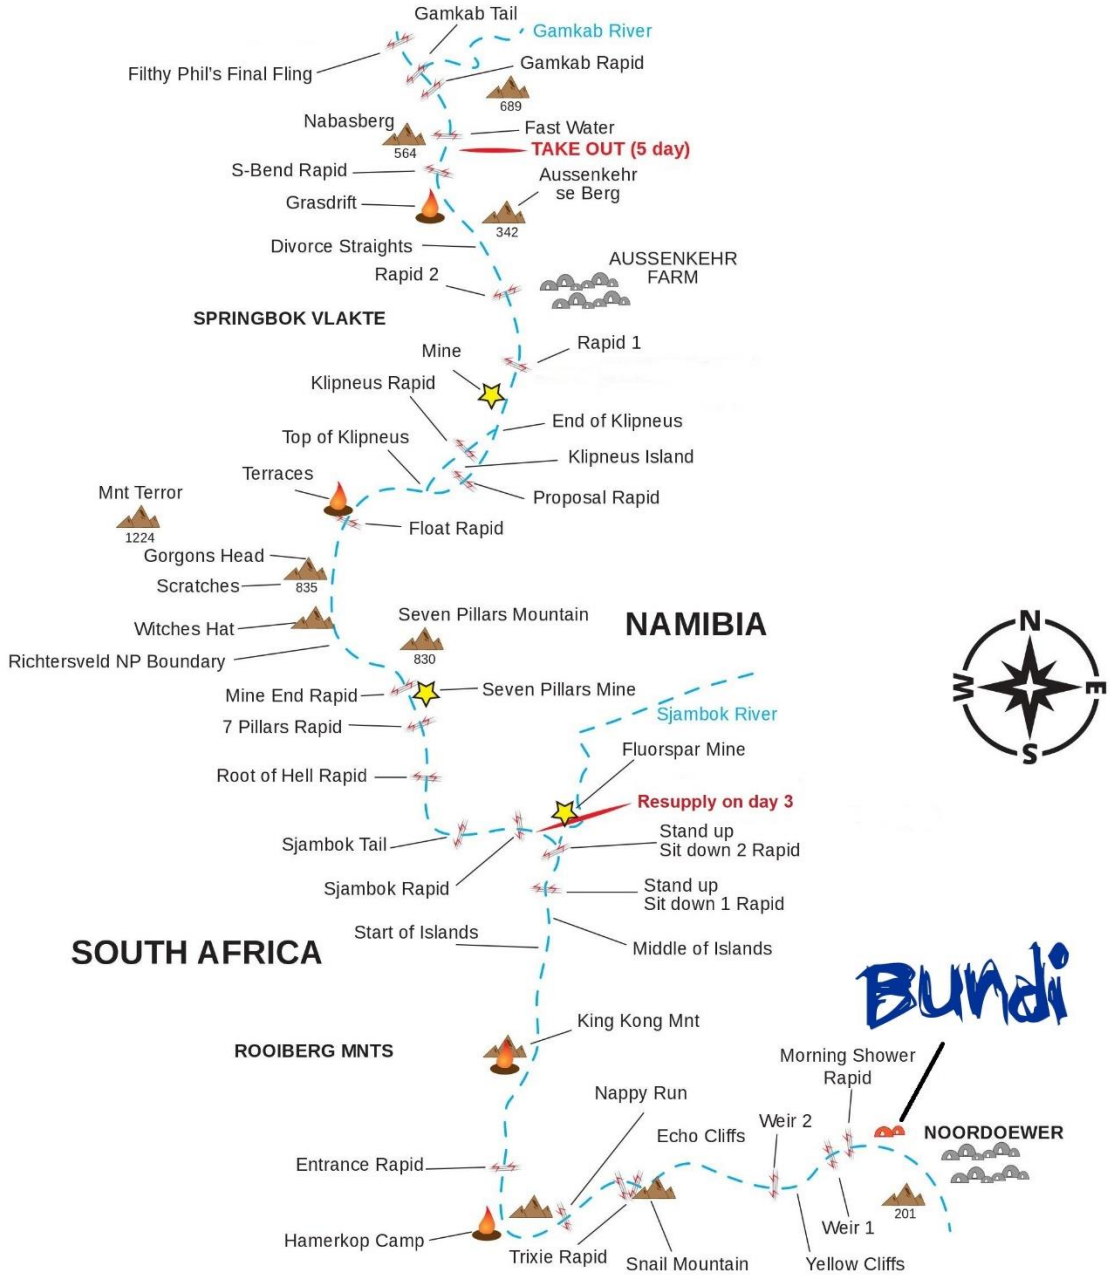 Gamkab Tail
Gamkab River
Filthy Phil's Final Fling
Gamkab Rapid
689
Nabasberg
564
Fast Water
TAKE OUT (5 day)
S-Bend Rapid
Aussenkehr
se Berg
342
Grasdrift
Divorce Straights
AUSSENKEHR
FARM
Rapid 2
SPRINGBOK VLAKTE
Rapid 1
Mine
Klipneus Rapid
End of Klipneus
Top of Klipneus
Klipneus Island
Terraces
Proposal Rapid
Mnt Terror
1224
Float Rapid
Gorgons Head
835
Scratches
Witches Hat
Seven Pillars Mountain
830
NAMIBIA
Richtersveld NP Boundary
N
W
E
S
Mine End Rapid
Seven Pillars Mine
7 Pillars Rapid
Sjambok River
Fluorspar Mine
Root of Hell Rapid
Resupply on day 3
Stand up
Sit down 2 Rapid
Sjambok Tail
Sjambok Rapid
Stand up
Sit down 1 Rapid
Start of Islands
Middle of Islands
SOUTH AFRICA
Bundi
King Kong Mnt
ROOIBERG MNTS
Morning Shower
Rapid
Nappy Run
Weir 2
Echo Cliffs
NOORDOEWER
Entrance Rapid
201
Weir 1
Hamerkop Camp
Trixie Rapid
Snail Mountain
Yellow Cliffs